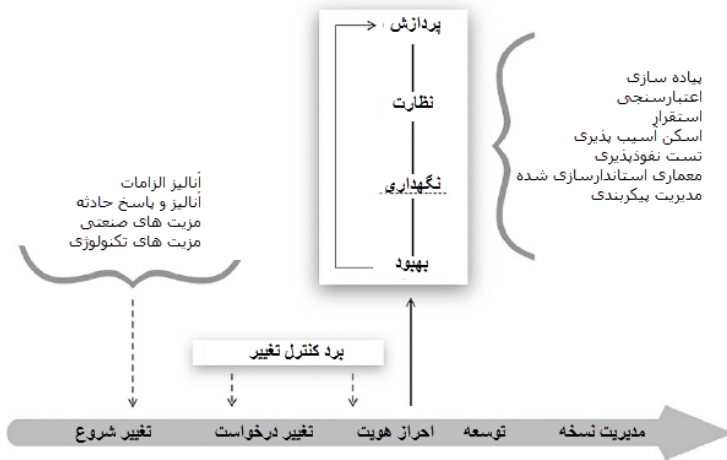 پردازش
نظارت
نگهداری
بهبود
پیاده سازی
اعتبارسنجی
استقرار
اسکن آسیب پذیری
تست نفوذپذیری
معماری استاندارسازی شده
مدیریت پیکربندی
آنالیز الزامات
آنالیز و پاسخ حادثه
مزیت های صنعتی
مزیت های تکنولوژی
برد کنترل تغییر
تغییر شروع
تغییر درخواست
احراز هویت
توسعه
مدیریت نسخه